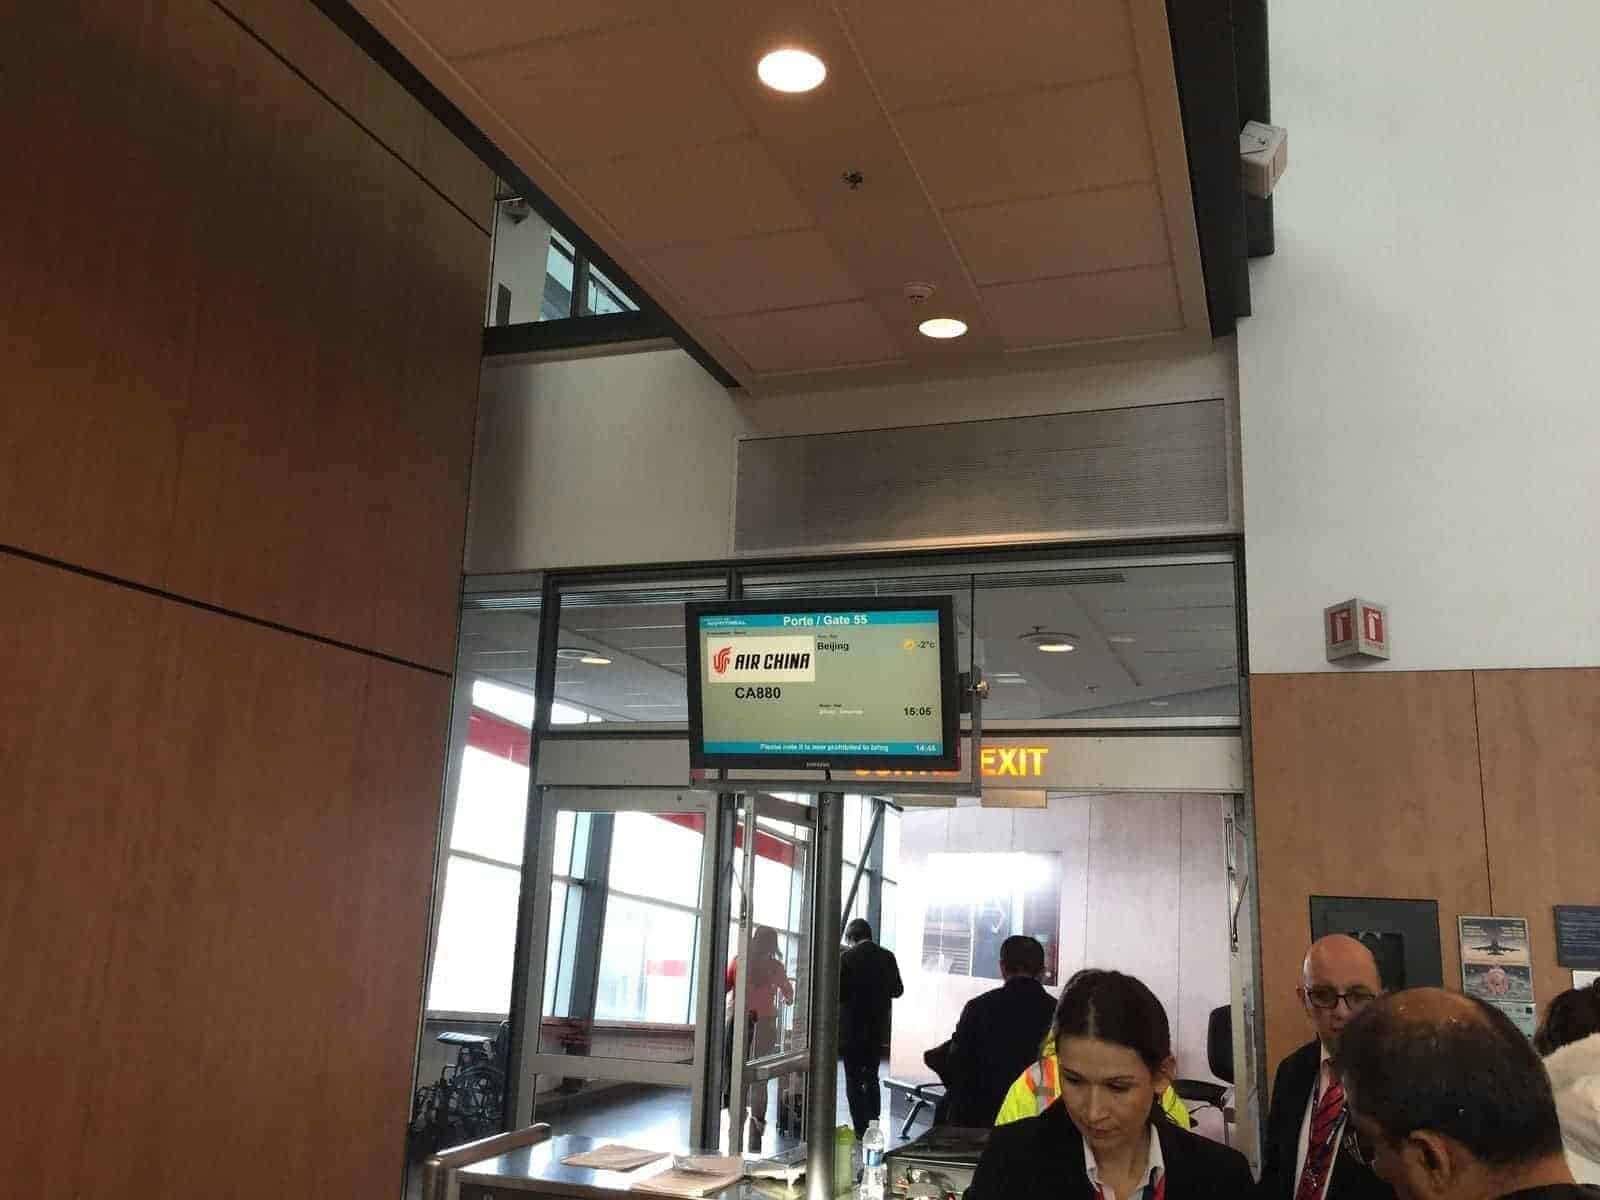 Porte / Gate 55
AIR CHINA
Beijing
-2°c
CA880
15:05
Please note it is now prohibited to bring
14:45
SAMSUNG
EXIT